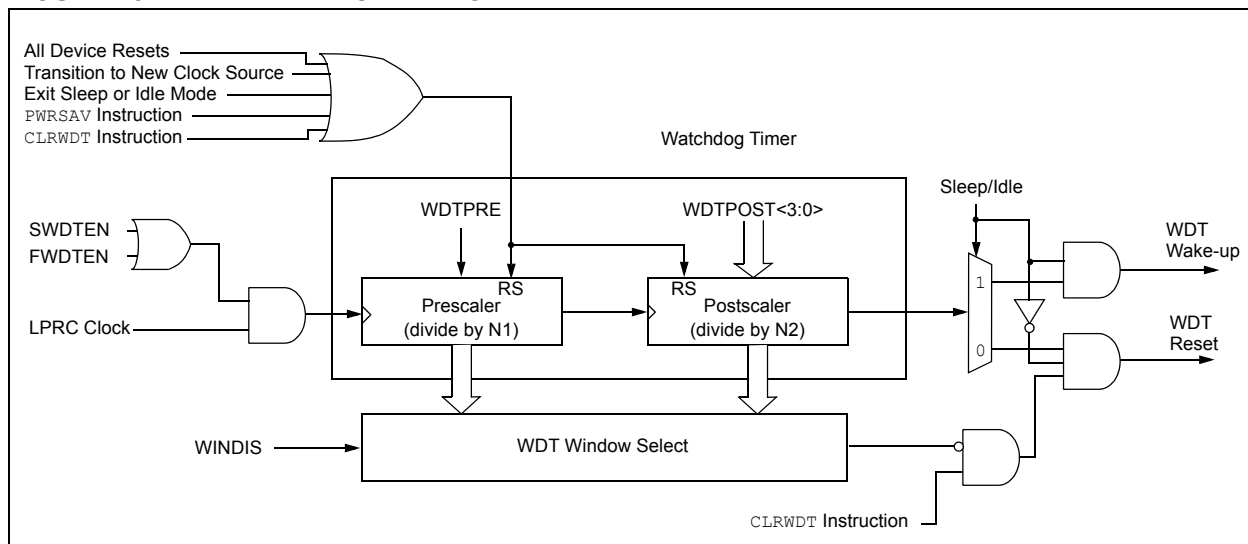 All Device Resets
Transition to New Clock Source
Exit Sleep or Idle Mode
PWRSAV Instruction
CLRWDT Instruction
Watchdog Timer
Sleep/Idle
WDTPRE
WDTPOST<3:0>
SWDTEN
FWDTEN
WDT
Wake-up
RS
RS
Prescaler
(divide by N1)
Postscaler
(divide by N2)
1
0
LPRC Clock
WDT
Reset
WINDIS
WDT Window Select
CLRWDT Instruction